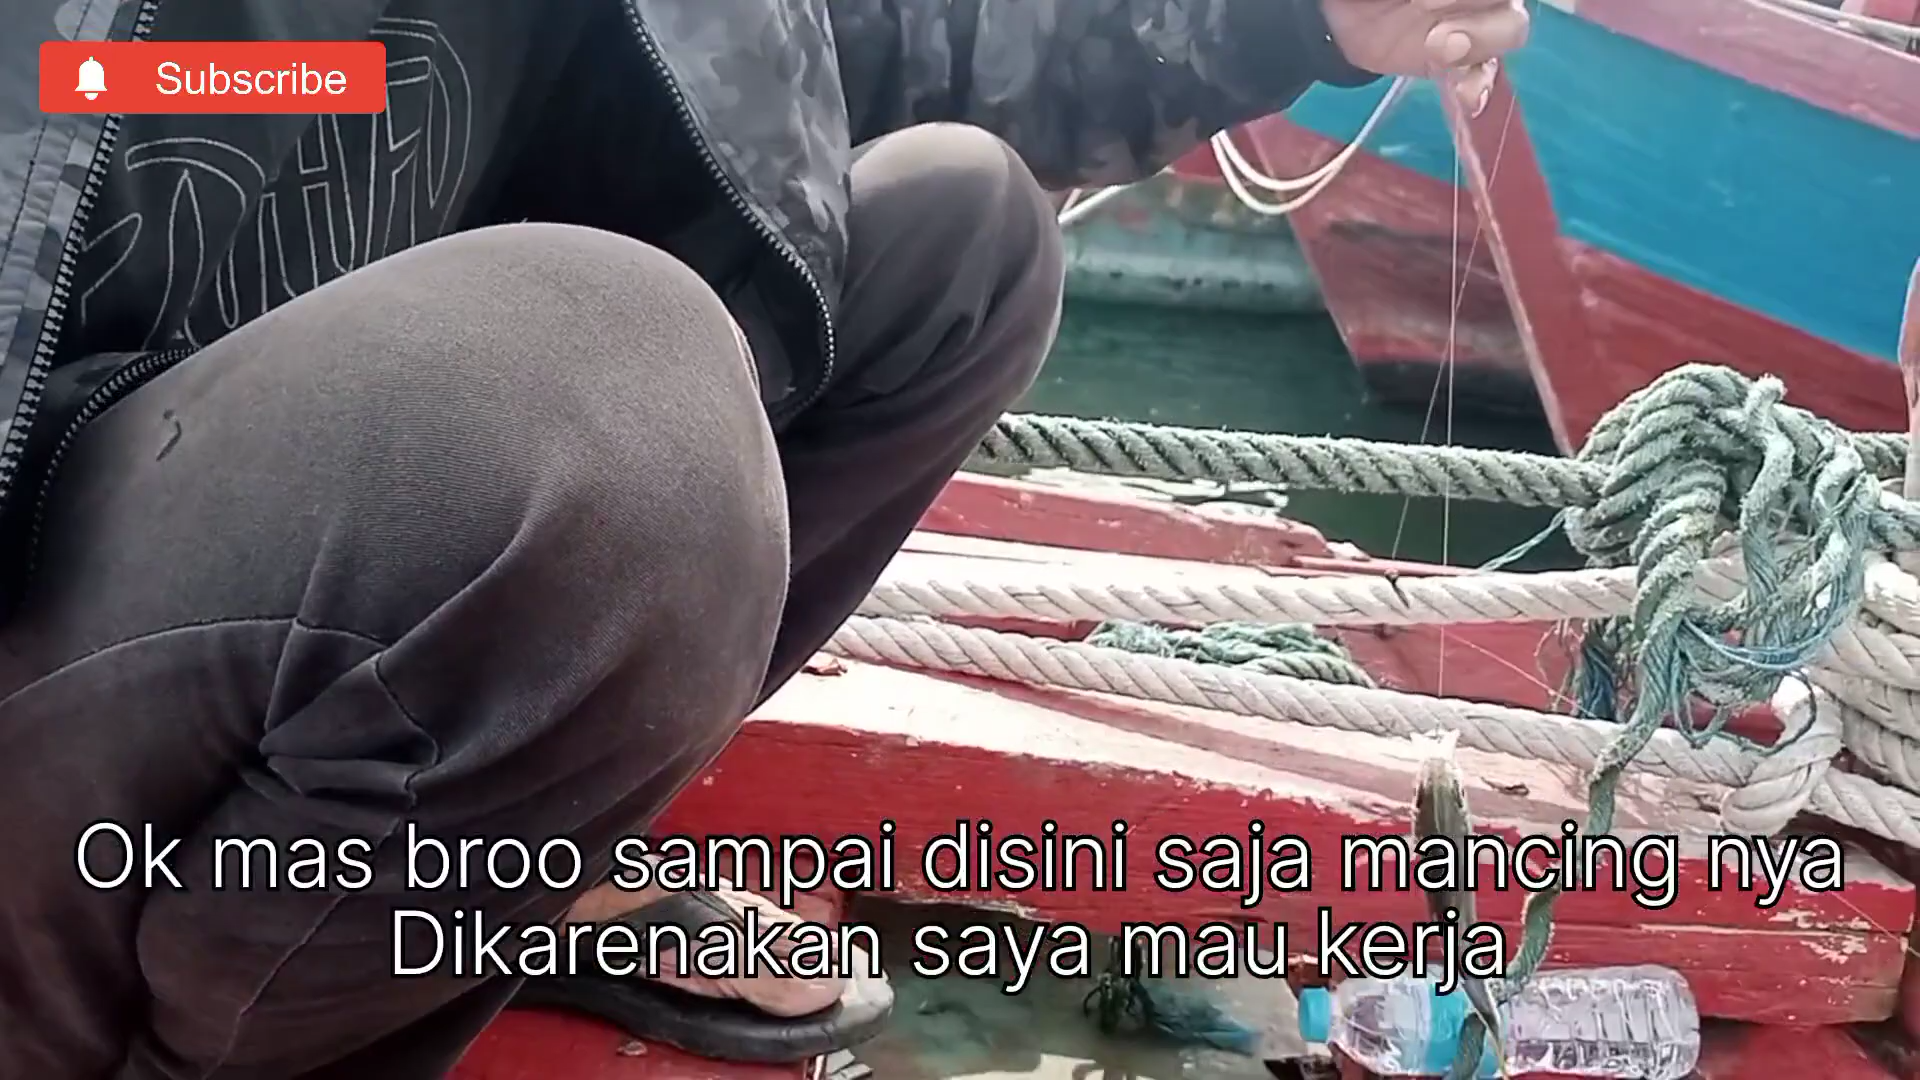 Subscribe
Ok mas broo sampai disini saja mancing nya
Dikarenakan saya mau kerja